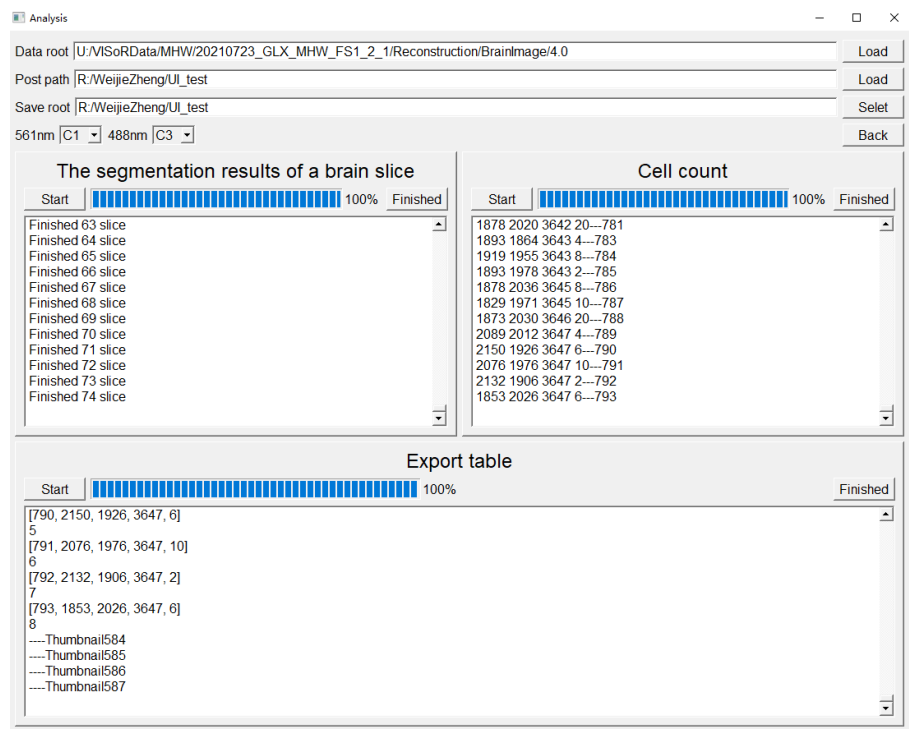 Analysis
Data root U:/VISoRData/MHW/20210723_GLX_MHW_FS1_2_1/Reconstruction/BrainImage/4.0 Load
Post path R:/WeijieZheng/UI_test Load
Save root R:/WeijieZheng/UI_test Selet
561nm C1 488nm C3 Back
The segmentation results of a brain slice
Start 100% Finished
Finished 63 slice
Finished 64 slice
Finished 65 slice
Finished 66 slice
Finished 67 slice
Finished 68 slice
Finished 69 slice
Finished 70 slice
Finished 71 slice
Finished 72 slice
Finished 73 slice
Finished 74 slice
Cell count
Start 100% Finished
1878 2020 3642 20---781
1893 1864 3643 4---783
1919 1955 3643 8---784
1893 1978 3643 2---785
1878 2036 3645 8---786
1829 1971 3645 10---787
1873 2030 3646 20---788
2089 2012 3647 4---789
2150 1926 3647 6---790
2076 1976 3647 10---791
2132 1906 3647 2---792
1853 2026 3647 6---793
Export table
Start 100% Finished
[790, 2150, 1926, 3647, 6]
5
[791, 2076, 1976, 3647, 10]
6
[792, 2132, 1906, 3647, 2]
7
[793, 1853, 2026, 3647, 6]
8
----Thumbnail584
----Thumbnail585
----Thumbnail586
----Thumbnail587